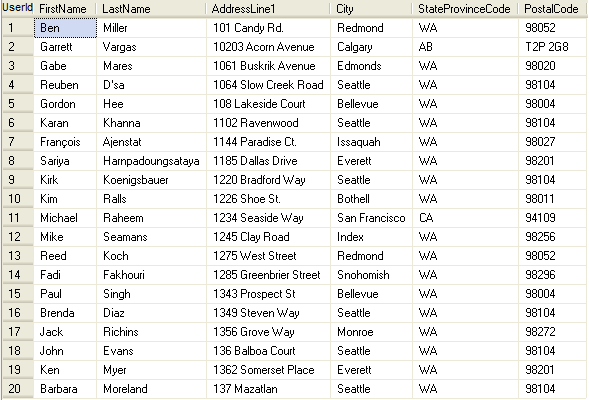 UserId FirstName LastName AddressLine1 City StateProvinceCode PostalCode
1 Ben Miller 101 Candy Rd. Redmond WA 98052
2 Garrett Vargas 10203 Acorn Avenue Calgary AB T2P 2G8
3 Gabe Mares 1061 Buskrik Avenue Edmonds WA 98020
4 Reuben D'sa 1064 Slow Creek Road Seattle WA 98104
5 Gordon Hee 108 Lakeside Court Bellevue WA 98004
6 Karan Khanna 1102 Ravenwood Seattle WA 98104
7 François Ajenstat 1144 Paradise Ct. Issaquah WA 98027
8 Sariya Harnpadoungsataya 1185 Dallas Drive Everett WA 98201
9 Kirk Koenigsbauer 1220 Bradford Way Seattle WA 98104
10 Kim Ralls 1226 Shoe St. Bothell WA 98011
11 Michael Raheem 1234 Seaside Way San Francisco CA 94109
12 Mike Seamans 1245 Clay Road Index WA 98256
13 Reed Koch 1275 West Street Redmond WA 98052
14 Fadi Fakhouri 1285 Greenbrier Street Snohomish WA 98296
15 Paul Singh 1343 Prospect St Bellevue WA 98004
16 Brenda Diaz 1349 Steven Way Seattle WA 98104
17 Jack Richins 1356 Grove Way Monroe WA 98272
18 John Evans 136 Balboa Court Seattle WA 98104
19 Ken Myer 1362 Somerset Place Everett WA 98201
20 Barbara Moreland 137 Mazatlan Seattle WA 98104